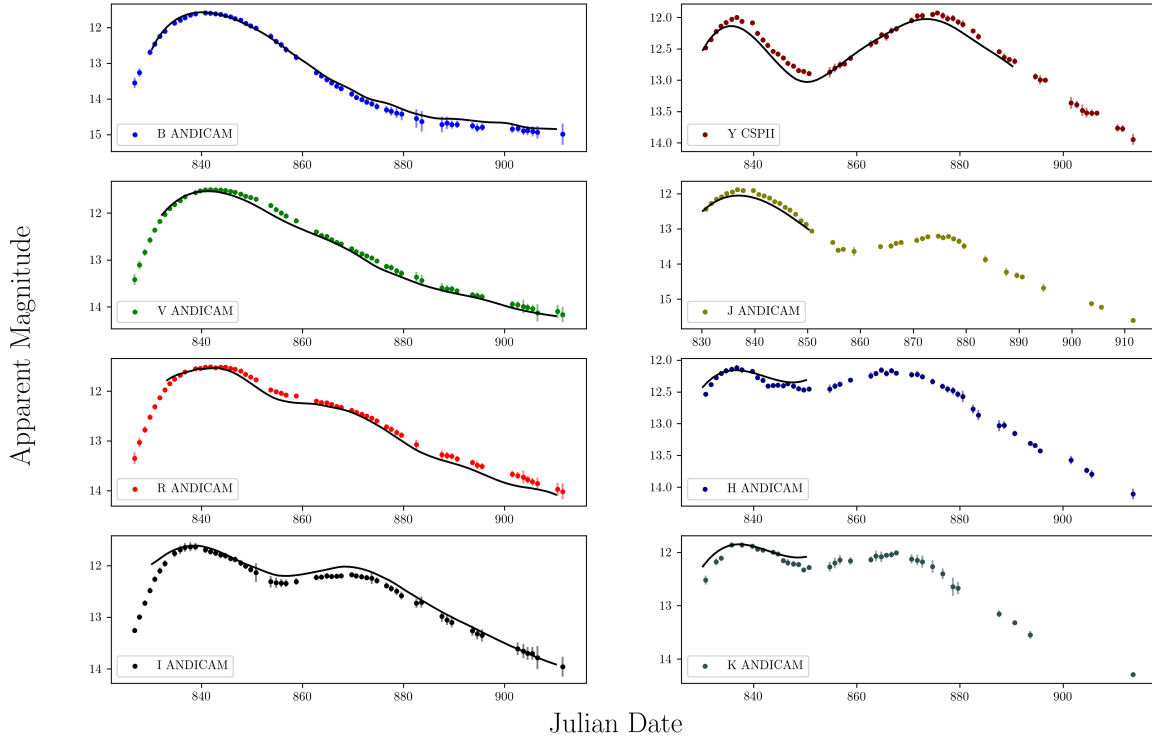 Apparent Magnitude
12
13
14
15
B ANDICAM
840 860 880 900
12.0
12.5
13.0
13.5
14.0
Y CSPII
840 860 880 900
12
13
14
V ANDICAM
840 860 880 900
12
13
14
15
J ANDICAM
830 840 850 860 870 880 890 900 910
12
13
14
R ANDICAM
840 860 880 900
12.0
12.5
13.0
13.5
14.0
H ANDICAM
840 860 880 900
12
13
14
I ANDICAM
840 860 880 900
12
13
14
K ANDICAM
840 860 880 900
Julian Date